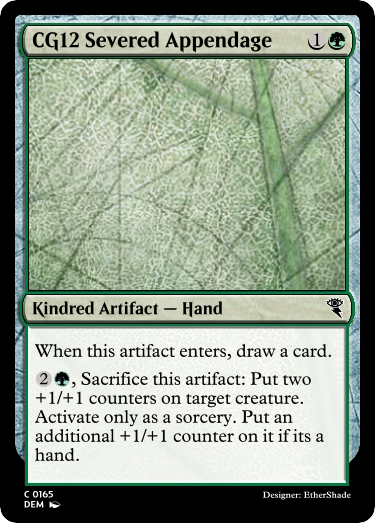 CG12 Severed Appendage 1
Kindred Artifact — Hand
When this artifact enters, draw a card.
2, Sacrifice this artifact: Put two
+1/+1 counters on target creature.
Activate only as a sorcery. Put an
additional +1/+1 counter on it if its a
hand.
C 0165
DEM
Designer: EtherShade